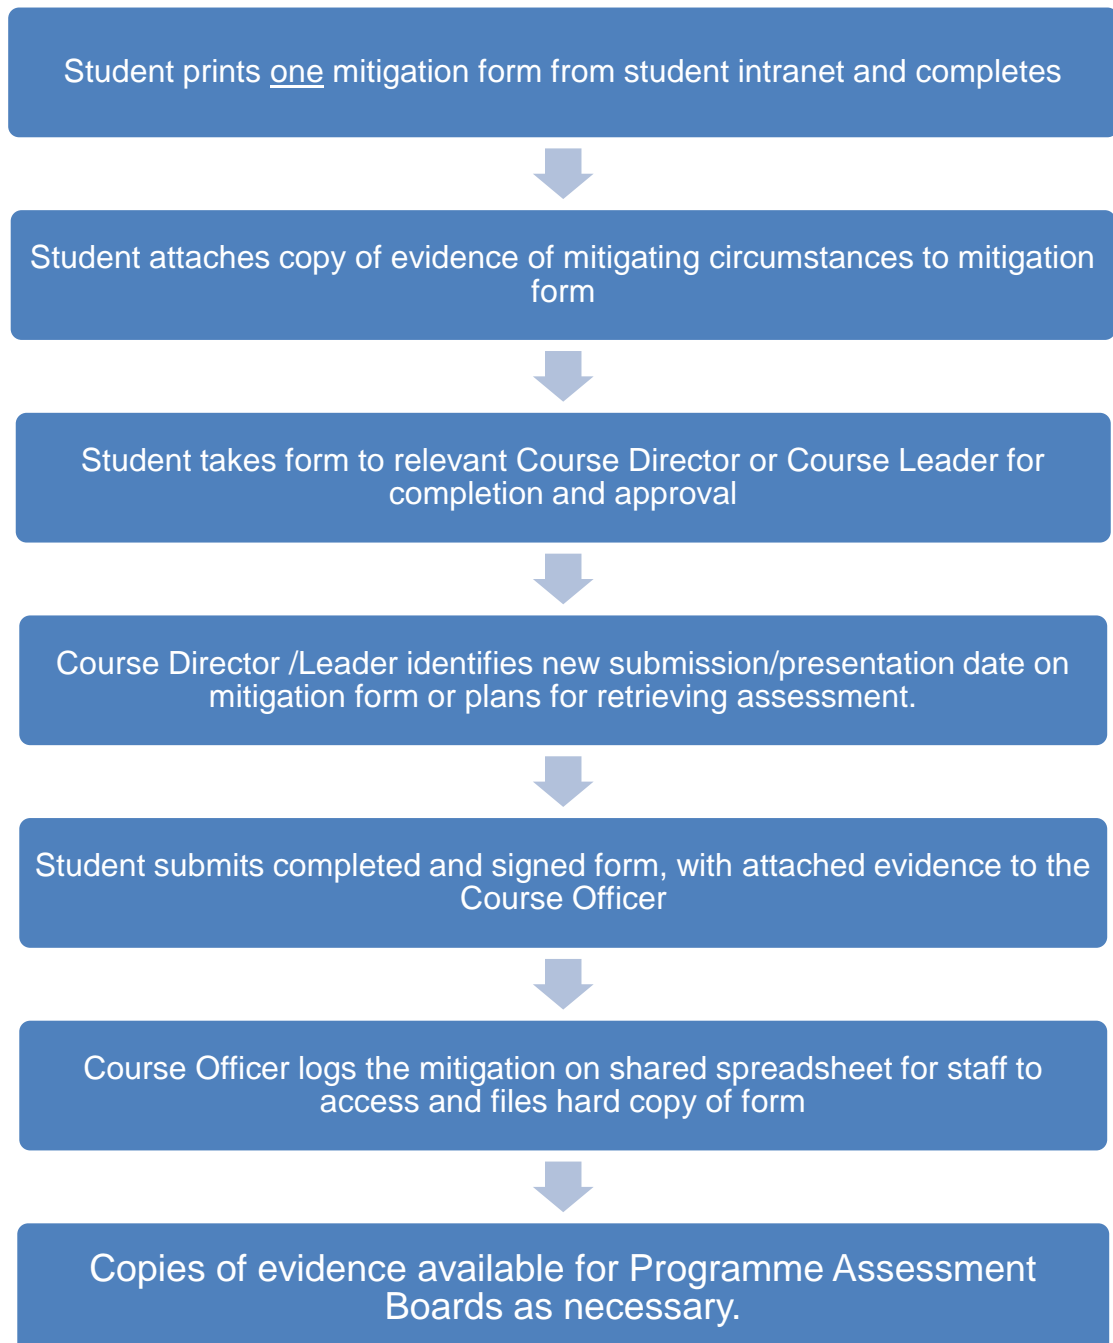 Student prints one mitigation form from student intranet and completes
Student attaches copy of evidence of mitigating circumstances to mitigation
form
Student takes form to relevant Course Director or Course Leader for
completion and approval
Course Director /Leader identifies new submission/presentation date on
mitigation form or plans for retrieving assessment.
Student submits completed and signed form, with attached evidence to the
Course Officer
Course Officer logs the mitigation on shared spreadsheet for staff to
access and files hard copy of form
Copies of evidence available for Programme Assessment
Boards as necessary.